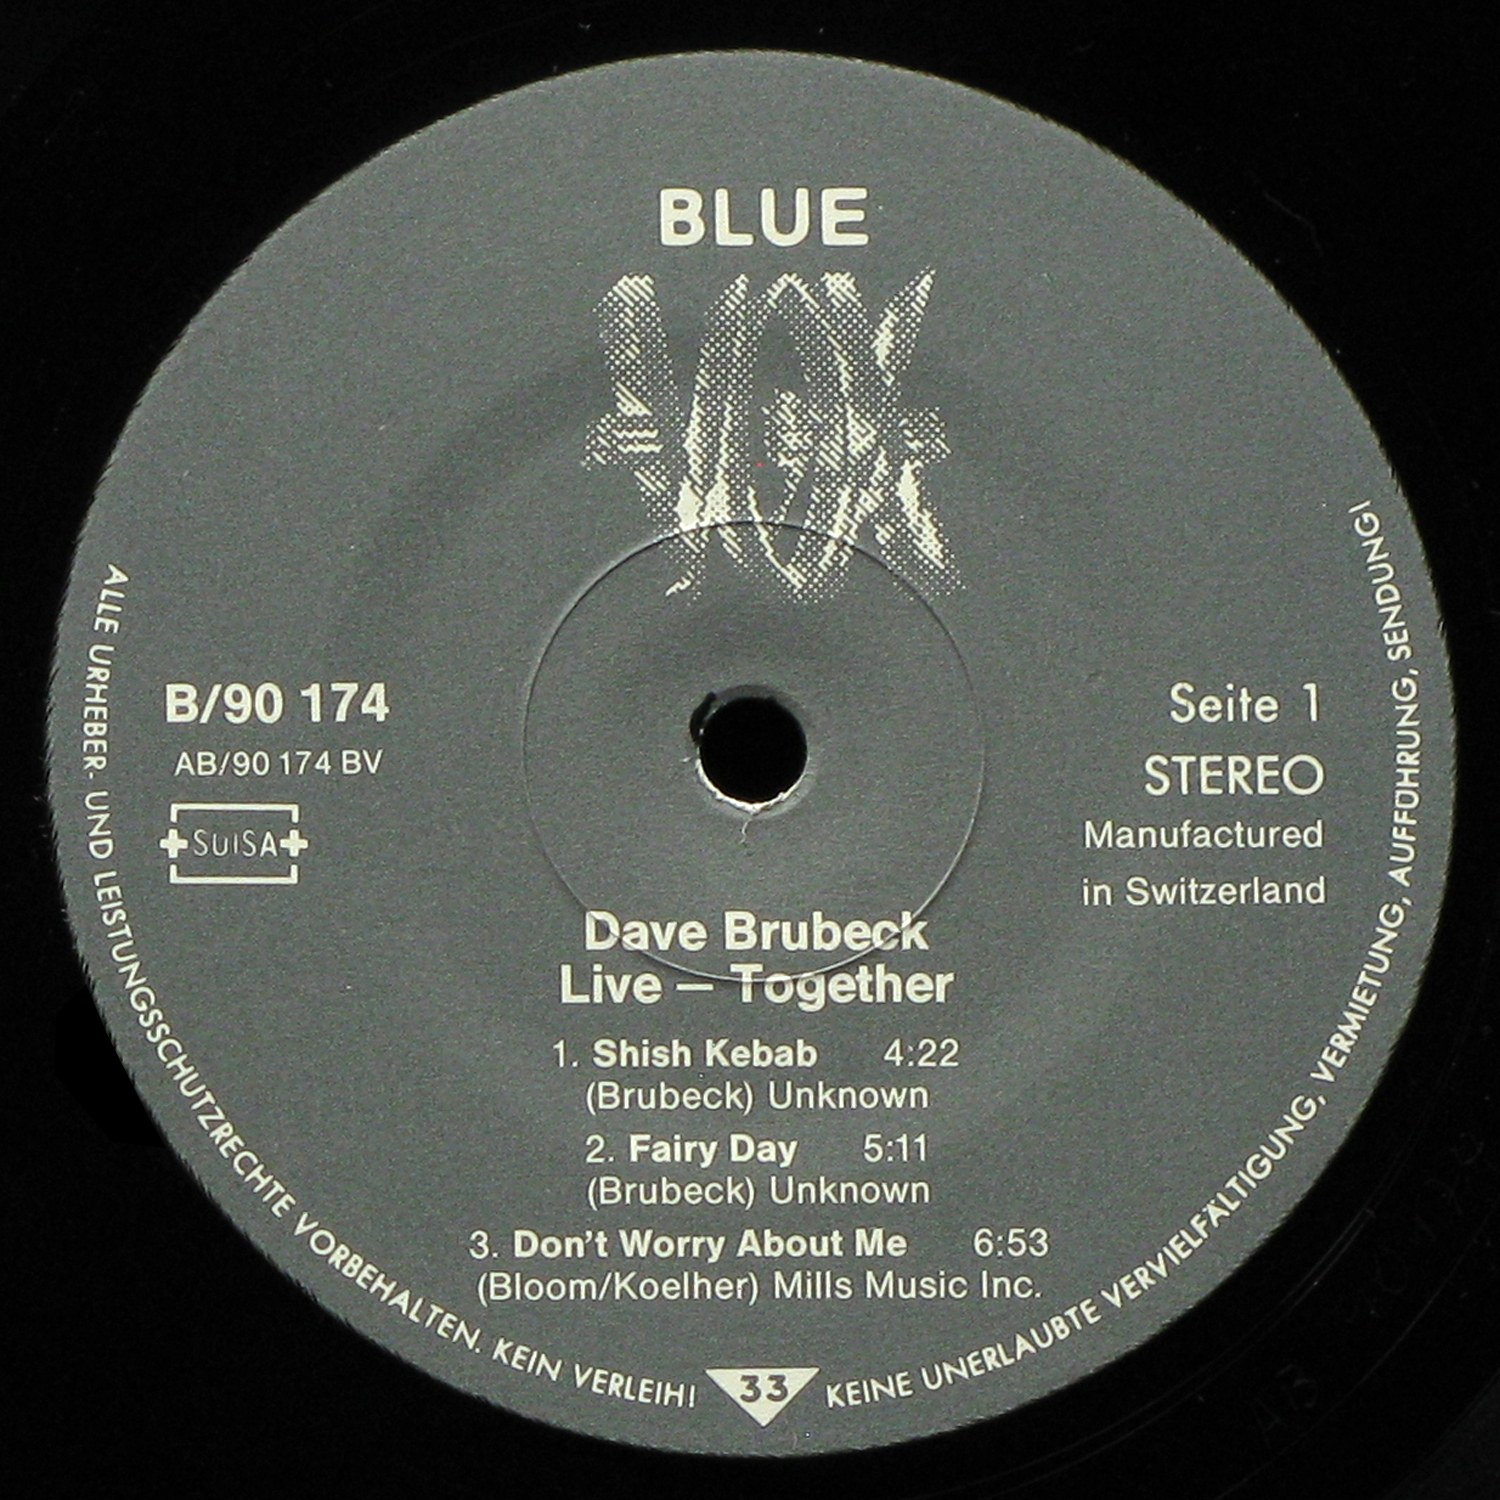 BLUE
B/90 174
AB/90 174 BV
SUISA
Seite 1
STEREO
Manufactured
in Switzerland
Dave Brubeck
Live – Together
1. Shish Kebab 4:22
(Brubeck) Unknown
2. Fairy Day 5:11
(Brubeck) Unknown
3. Don't Worry About Me 6:53
(Bloom/Koelher) Mills Music Inc.
ALLE URHEBER- UND LEISTUNGSSCHUTZRECHTE VORBEHALTEN. KEIN VERLEIH!
33
KEINE UNERLAUBTE VERVIELFÄLTIGUNG, VERMIETUNG, AUFFÜHRUNG, SENDUNG!